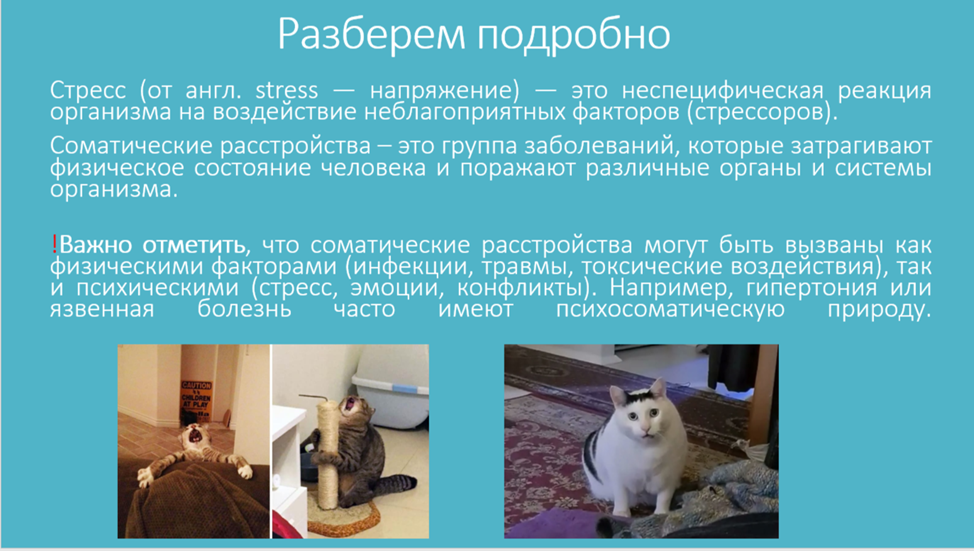 Разберем подробно
Стресс (от англ. stress — напряжение) — это неспецифическая реакция
организма на воздействие неблагоприятных факторов (стрессоров).
Соматические расстройства – это группа заболеваний, которые затрагивают
физическое состояние человека и поражают различные органы и системы
организма.
!Важно отметить, что соматические расстройства могут быть вызваны как
физическими факторами (инфекции, травмы, токсические воздействия), так
и психическими (стресс, эмоции, конфликты). Например, гипертония или
язвенная болезнь часто имеют психосоматическую природу.
CAUTION
CHILDREN
AT PLAY